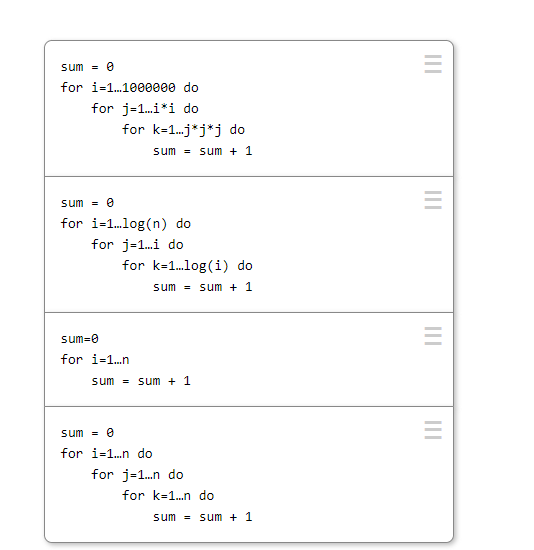 sum = 0
for i=1…1000000 do
    for j=1…i*i do
        for k=1…j*j*j do
            sum = sum + 1
sum = 0
for i=1…log(n) do
    for j=1…i do
        for k=1…log(i) do
            sum = sum + 1
sum=0
for i=1…n
    sum = sum + 1
sum = 0
for i=1…n do
    for j=1…n do
        for k=1…n do
            sum = sum + 1